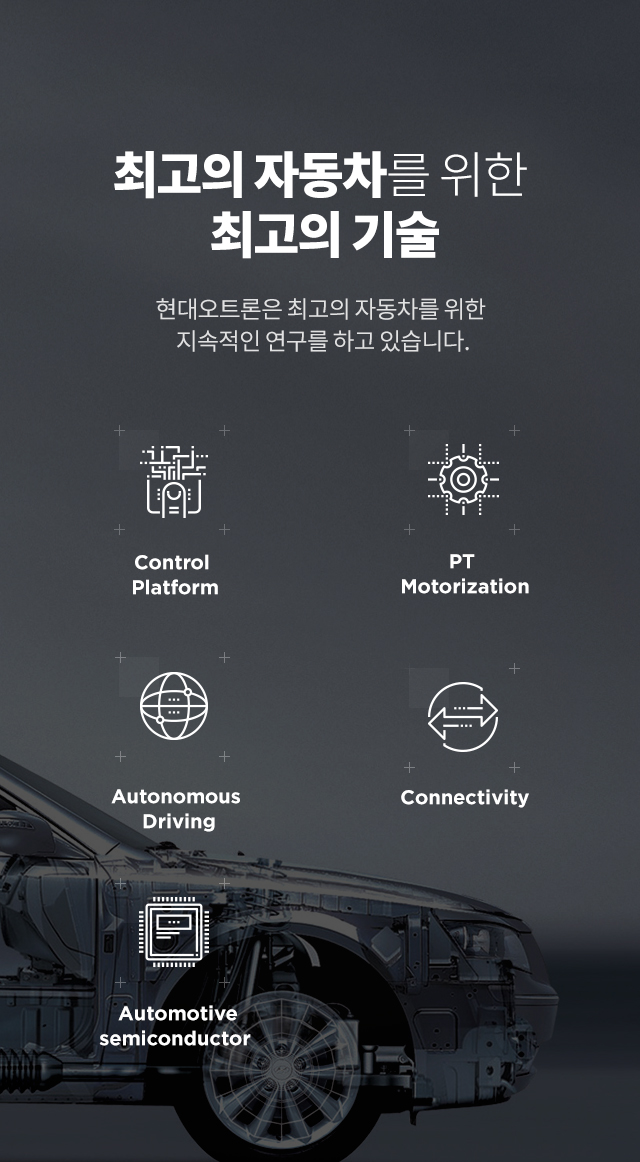 최고의 자동차를 위한
최고의 기술
현대오트론은 최고의 자동차를 위한
지속적인 연구를 하고 있습니다.
Control
Platform
PT
Motorization
Autonomous
Driving
Connectivity
Automotive
semiconductor